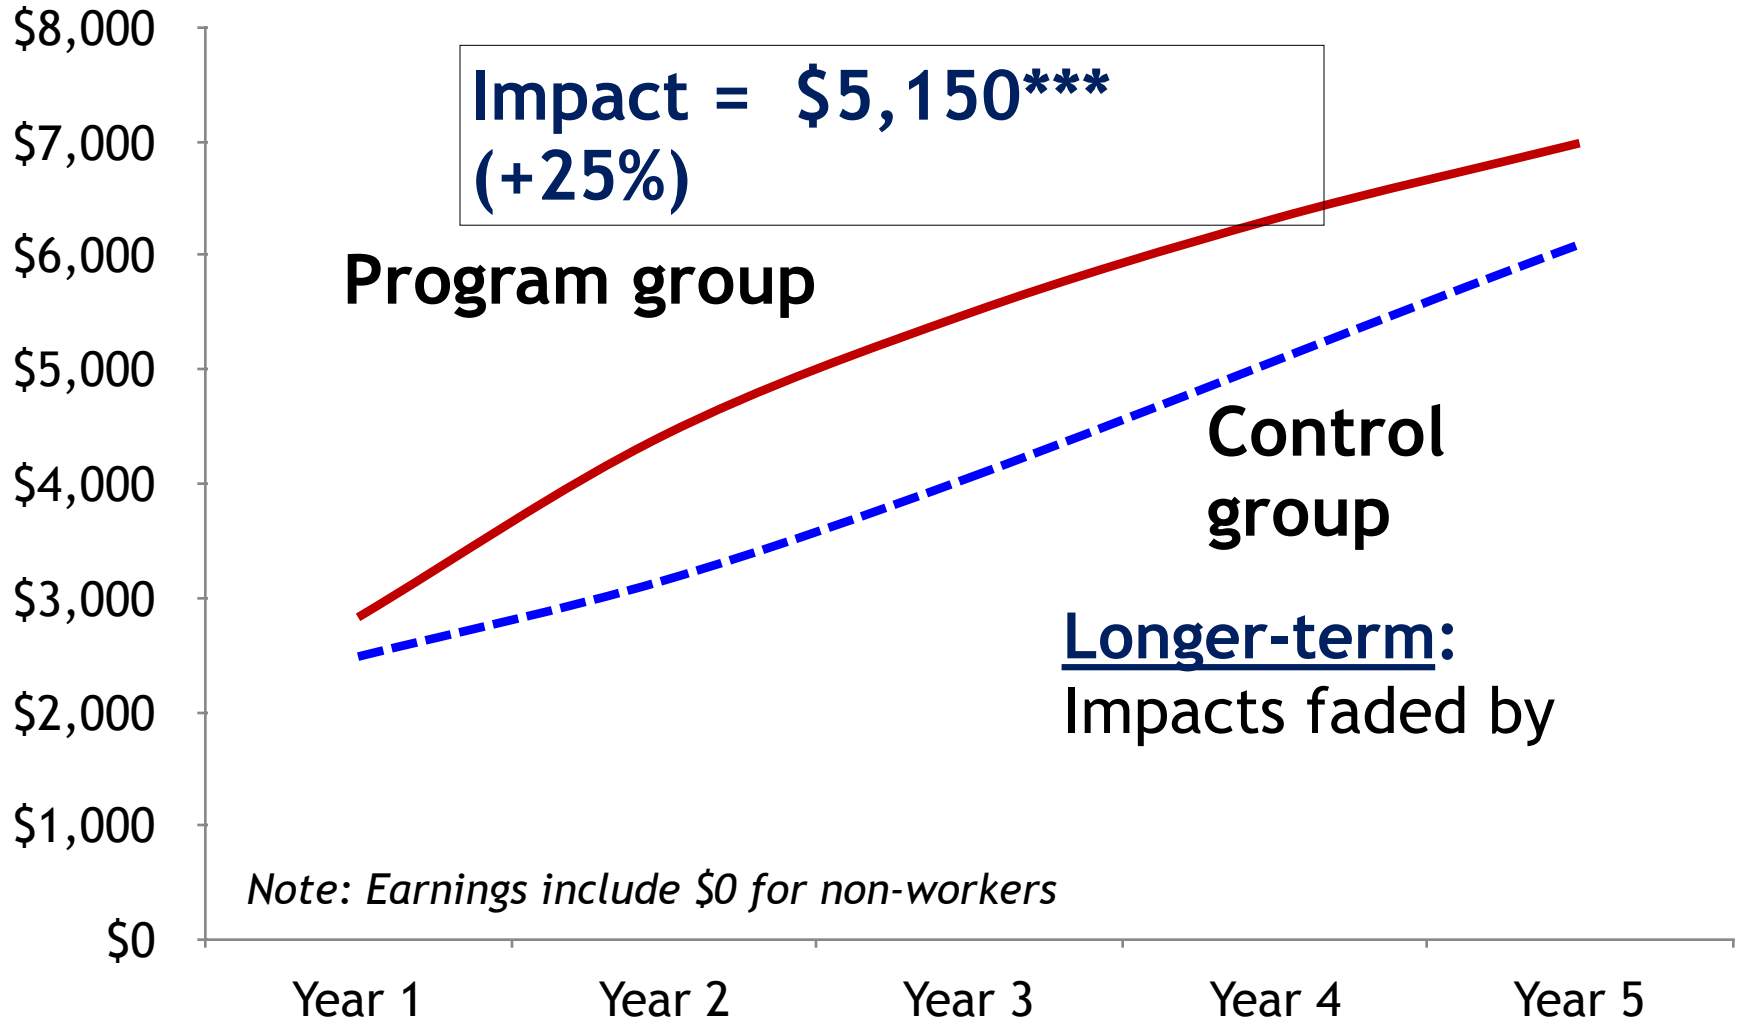 $8,000
$7,000
$6,000
$5,000
$4,000
$3,000
$2,000
$1,000
$0
Impact =  $5,150***
(+25%)
Program group
Control
group
Longer-term:
Impacts faded by
Note: Earnings include $0 for non-workers
Year 1 Year 2 Year 3 Year 4 Year 5